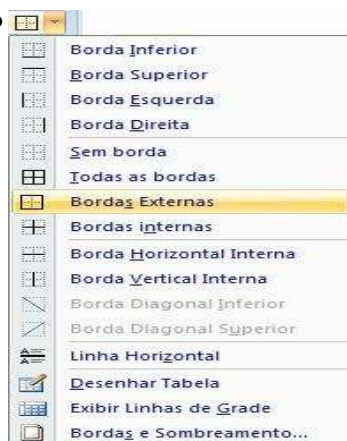 Borda Inferior
Borda Superior
Borda Esquerda
Borda Direita
Sem borda
Todas as bordas
Bordas Externas
Bordas internas
Borda Horizontal Interna
Borda Vertical Interna
Borda Diagonal Inferior
Borda Diagonal Superior
Linha Horizontal
Desenhar Tabela
Exibir Linhas de Grade
Bordas e Sombreamento...